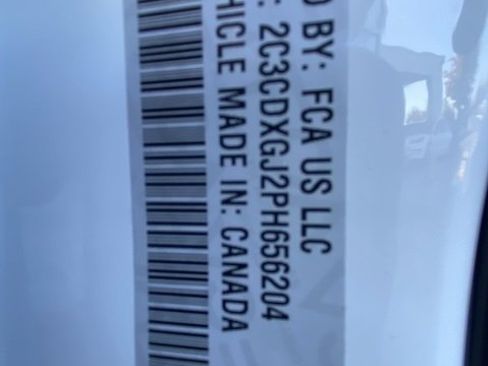 D BY: FCA US LLC
: 2C3CDXGJ2PH656204
HICLE MADE IN: CANADA